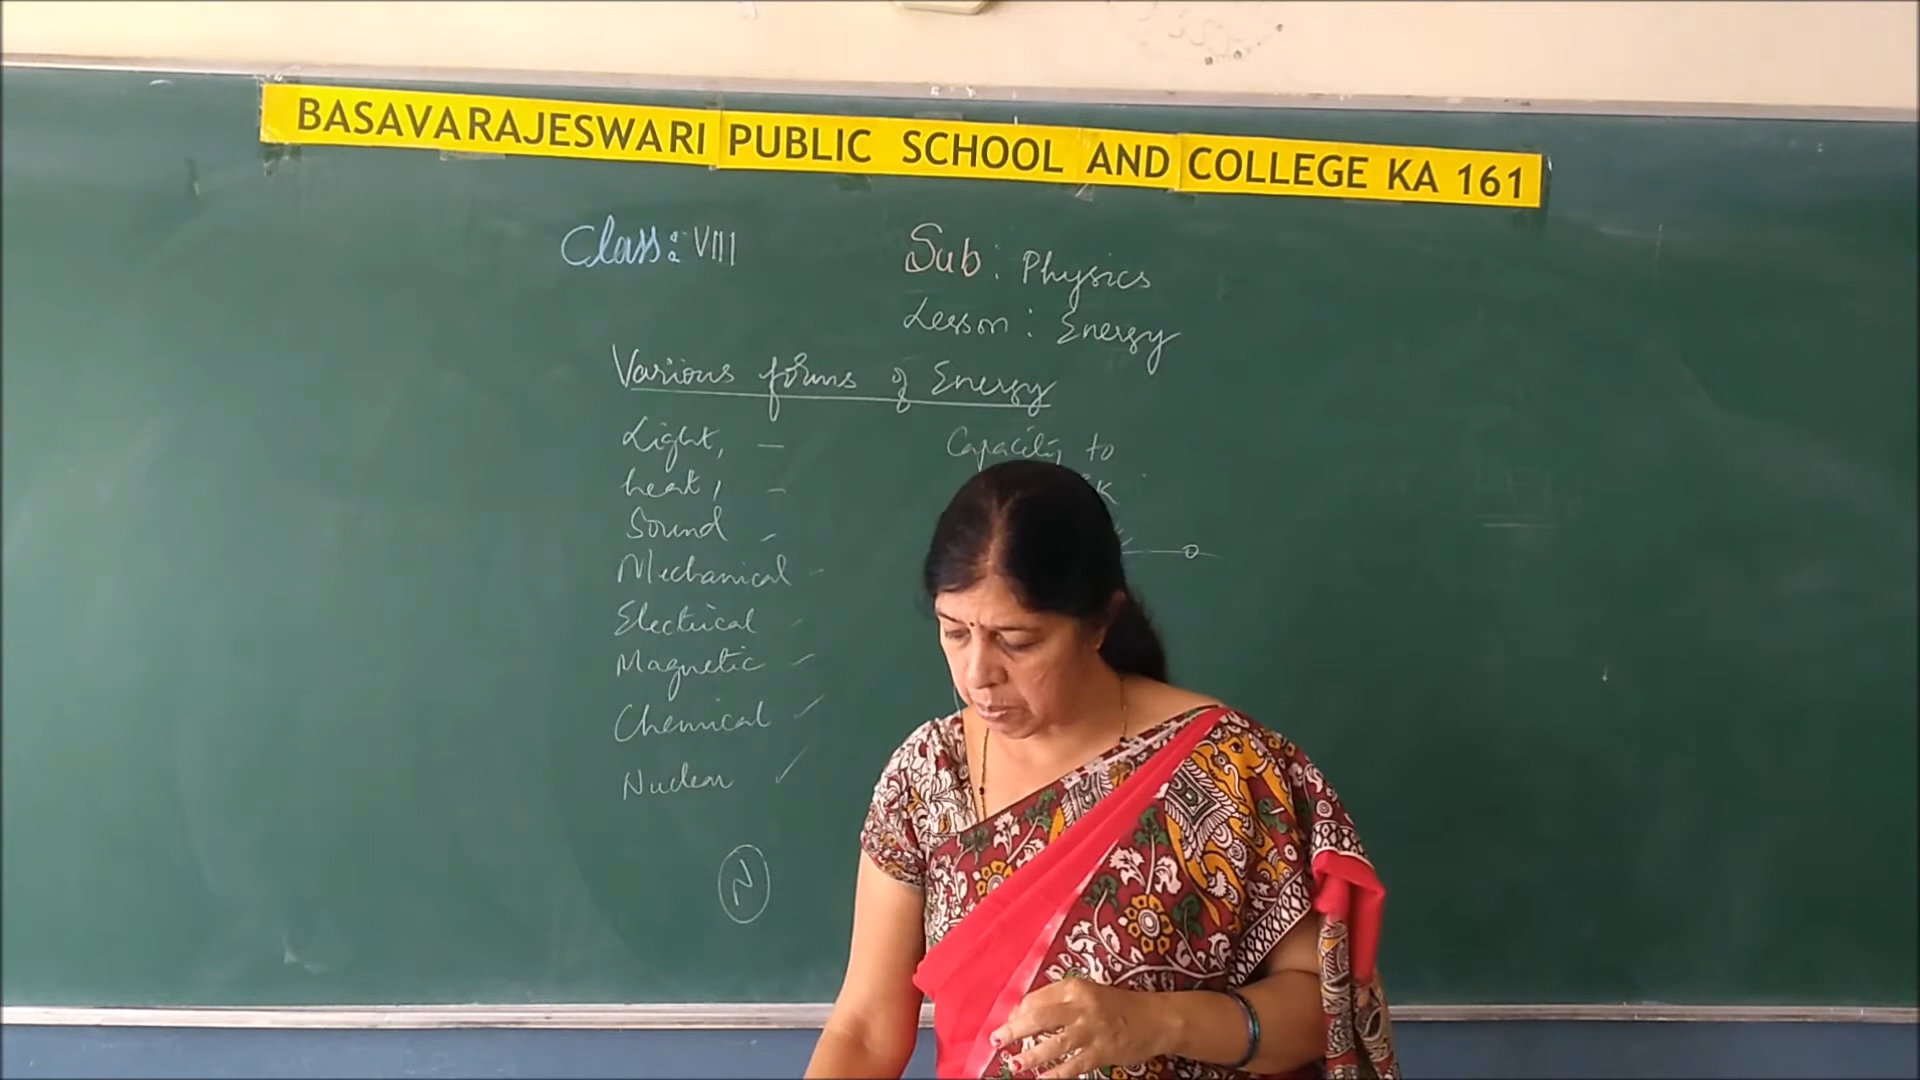 BASAVARAJESWARI PUBLIC SCHOOL AND COLLEGE KA 161
Class: VIII
Sub: Physics
Lesson: Energy
Various forms of Energy
Light, -
heat, -
Sound
Mechanical -
Electrical
Magnetic
Chemical ✓
Nuclear ✓
Capacity to
K
N